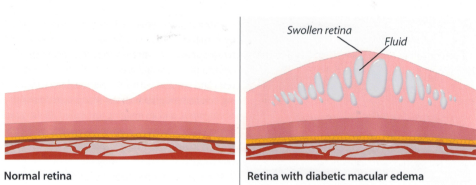 Swollen retina
Fluid
Normal retina
Retina with diabetic macular edema